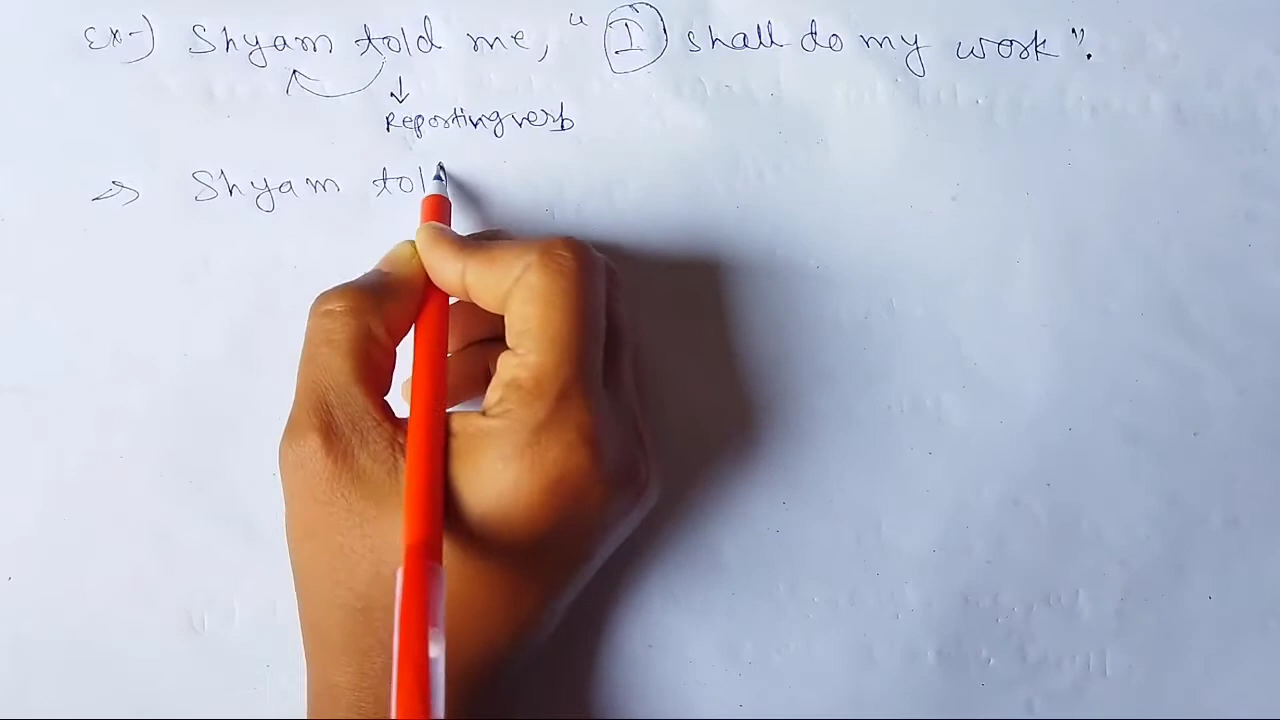 Ex-) Shyam told me, "I shall do my work".
↓
Reporting verb
=> Shyam tol